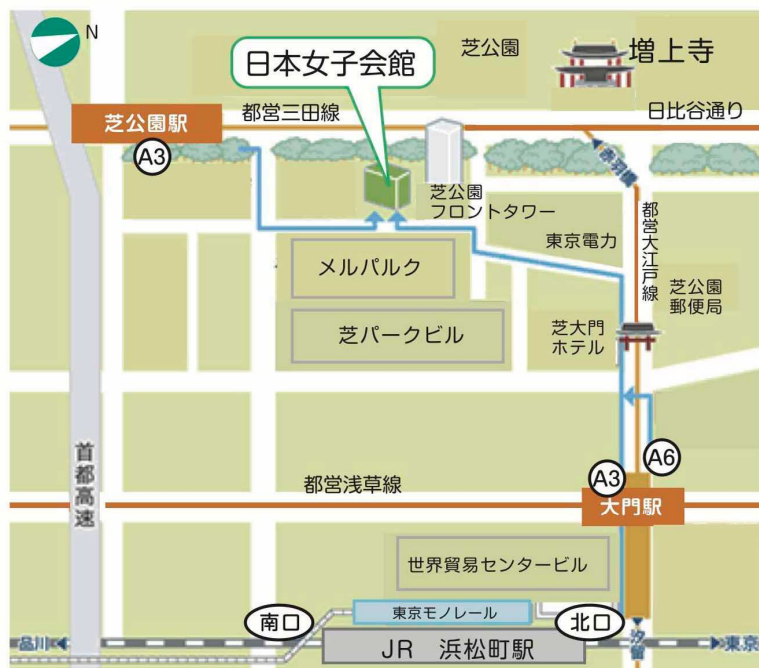 N
日本女子会館
芝公園
増上寺
芝公園駅
都営三田線
日比谷通り
A3
赤羽橋
芝公園
フロントタワー
東京電力
都営大江戸線
芝公園
郵便局
メルパルク
芝パークビル
芝大門
ホテル
首都高速
都営浅草線
A3
A6
大門駅
世界貿易センタービル
南口
東京モノレール
北口
汐留
品川
JR 浜松町駅
東京